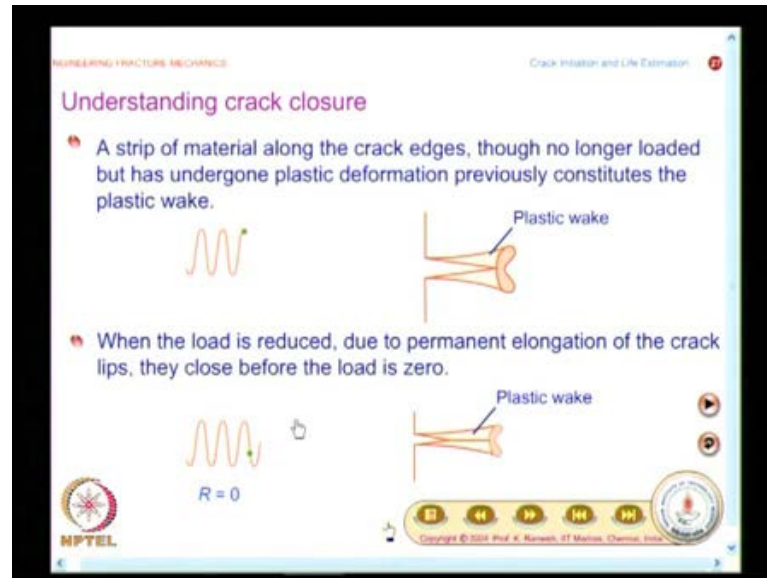 ENGINEERING FRACTURE MECHANICS
Crack Initiation and Life Estimation
27
Understanding crack closure
A strip of material along the crack edges, though no longer loaded
but has undergone plastic deformation previously constitutes the
plastic wake.
Plastic wake
When the load is reduced, due to permanent elongation of the crack
lips, they close before the load is zero.
Plastic wake
R = 0
NPTEL
Copyright © 2004 Prof. K. Ramesh, IIT Madras, Chennai, India